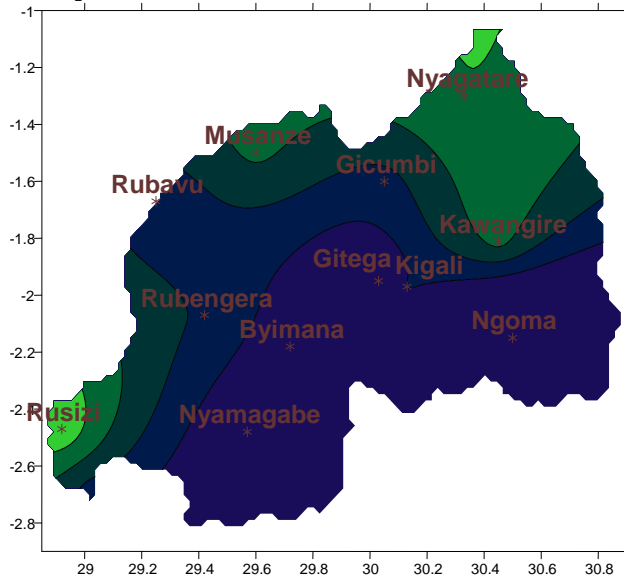 -1
-1.2
Nyagatare
-1.4
Musanze
Gicumbi
-1.6
Rubavu
Kawangire
-1.8
Gitega
Kigali
-2
Rubengera
Ngoma
Byimana
-2.2
-2.4
Rusizi
Nyamagabe
-2.6
-2.8
29 29.2 29.4 29.6 29.8 30 30.2 30.4 30.6 30.8